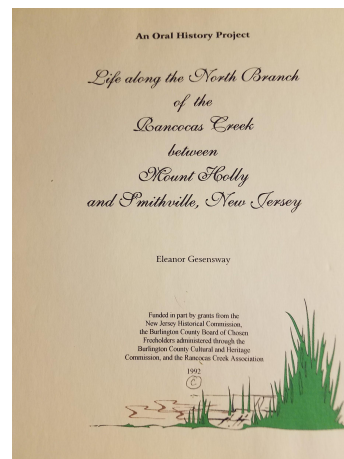 An Oral History Project
Life along the North Branch
of the
Rancocas Creek
between
Mount Holly
and Smithville, New Jersey
Eleanor Gesensway
Funded in part by grants from the
New Jersey Historical Commission,
the Burlington County Board of Chosen
Freeholders administered through the
Burlington County Cultural and Heritage
Commission, and the Rancocas Creek Association
1992
©